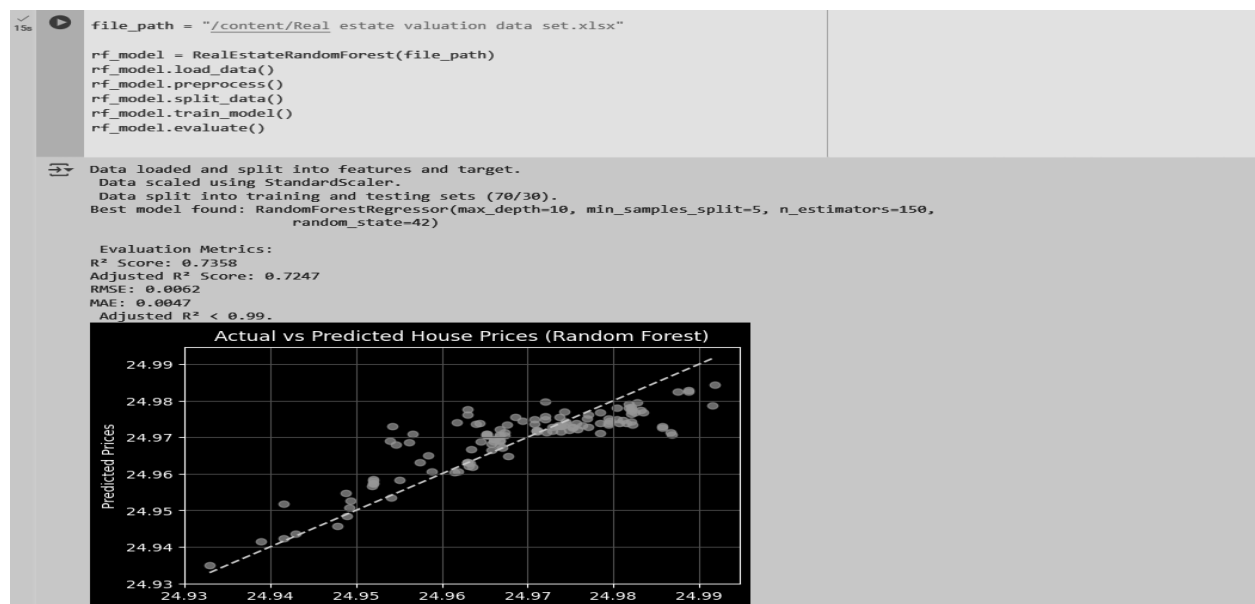 15s
file_path = "/content/Real estate valuation data set.xlsx"
rf_model = RealEstateRandomForest(file_path)
rf_model.load_data()
rf_model.preprocess()
rf_model.split_data()
rf_model.train_model()
rf_model.evaluate()
Data loaded and split into features and target.
Data scaled using StandardScaler.
Data split into training and testing sets (70/30).
Best model found: RandomForestRegressor(max_depth=10, min_samples_split=5, n_estimators=150,
random_state=42)
Evaluation Metrics:
R² Score: 0.7358
Adjusted R² Score: 0.7247
RMSE: 0.0062
MAE: 0.0047
Adjusted R² < 0.99.
Actual vs Predicted House Prices (Random Forest)
Predicted Prices
24.99
24.98
24.97
24.96
24.95
24.94
24.93
24.93 24.94 24.95 24.96 24.97 24.98 24.99